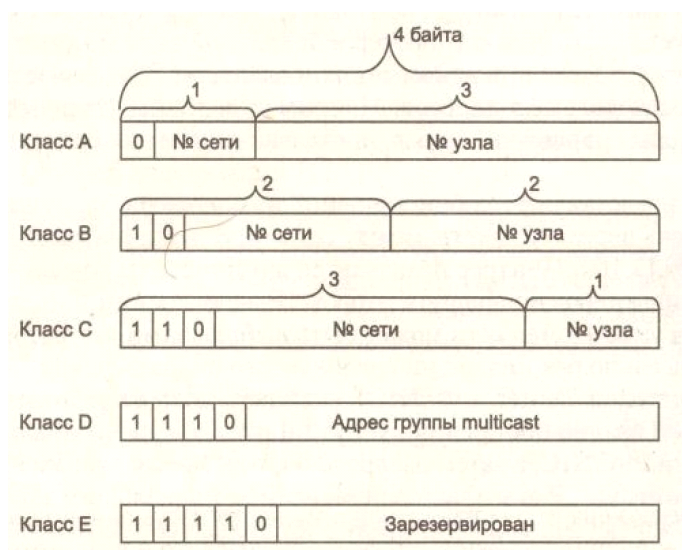 4 байта
1 3
Класс A 0 № сети № узла
2 2
Класс B 1 0 № сети № узла
3 1
Класс C 1 1 0 № сети № узла
Класс D 1 1 1 0 Адрес группы multicast
Класс E 1 1 1 1 0 Зарезервирован